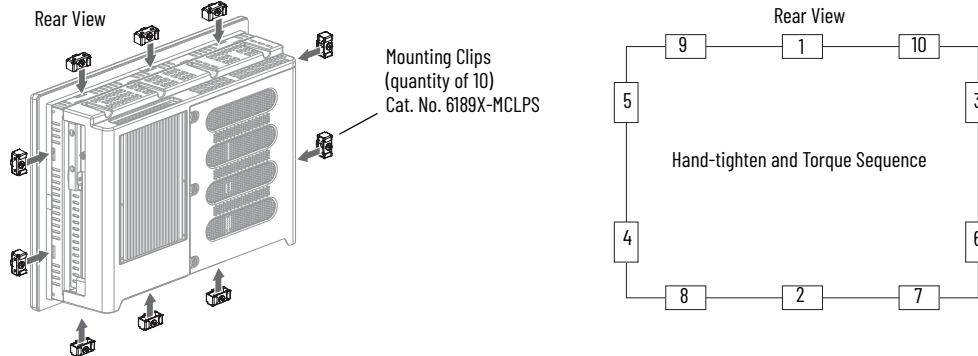 Rear View
Mounting Clips
(quantity of 10)
Cat. No. 6189X-MCLPS
Rear View
9 1 10
5 3
Hand-tighten and Torque Sequence
4 6
8 2 7